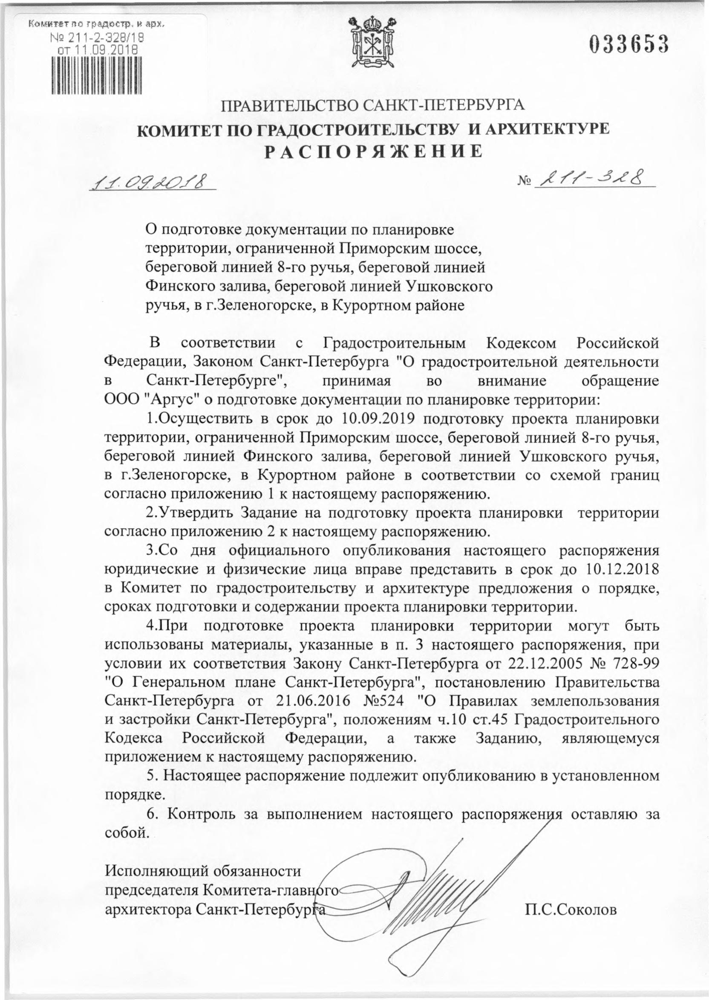 Комитет по градостр. и арх.
№ 211-2-328/18
от 11.09.2018
033653
ПРАВИТЕЛЬСТВО САНКТ-ПЕТЕРБУРГА
КОМИТЕТ ПО ГРАДОСТРОИТЕЛЬСТВУ И АРХИТЕКТУРЕ
РАСПОРЯЖЕНИЕ
11.09.2018
№ 211-328
О подготовке документации по планировке
территории, ограниченной Приморским шоссе,
береговой линией 8-го ручья, береговой линией
Финского залива, береговой линией Ушковского
ручья, в г.Зеленогорске, в Курортном районе
В соответствии с Градостроительным Кодексом Российской
Федерации, Законом Санкт-Петербурга "О градостроительной деятельности
в Санкт-Петербурге", принимая во внимание обращение
ООО "Аргус" о подготовке документации по планировке территории:
1.Осуществить в срок до 10.09.2019 подготовку проекта планировки
территории, ограниченной Приморским шоссе, береговой линией 8-го ручья,
береговой линией Финского залива, береговой линией Ушковского ручья,
в г.Зеленогорске, в Курортном районе в соответствии со схемой границ
согласно приложению 1 к настоящему распоряжению.
2.Утвердить Задание на подготовку проекта планировки территории
согласно приложению 2 к настоящему распоряжению.
3.Со дня официального опубликования настоящего распоряжения
юридические и физические лица вправе представить в срок до 10.12.2018
в Комитет по градостроительству и архитектуре предложения о порядке,
сроках подготовки и содержании проекта планировки территории.
4.При подготовке проекта планировки территории могут быть
использованы материалы, указанные в п. 3 настоящего распоряжения, при
условии их соответствия Закону Санкт-Петербурга от 22.12.2005 № 728-99
"О Генеральном плане Санкт-Петербурга", постановлению Правительства
Санкт-Петербурга от 21.06.2016 №524 "О Правилах землепользования
и застройки Санкт-Петербурга", положениям ч.10 ст.45 Градостроительного
Кодекса Российской Федерации, а также Заданию, являющемуся
приложением к настоящему распоряжению.
5. Настоящее распоряжение подлежит опубликованию в установленном
порядке.
6. Контроль за выполнением настоящего распоряжения оставляю за
собой.
Исполняющий обязанности
председателя Комитета-главного
архитектора Санкт-Петербурга
П.С.Соколов